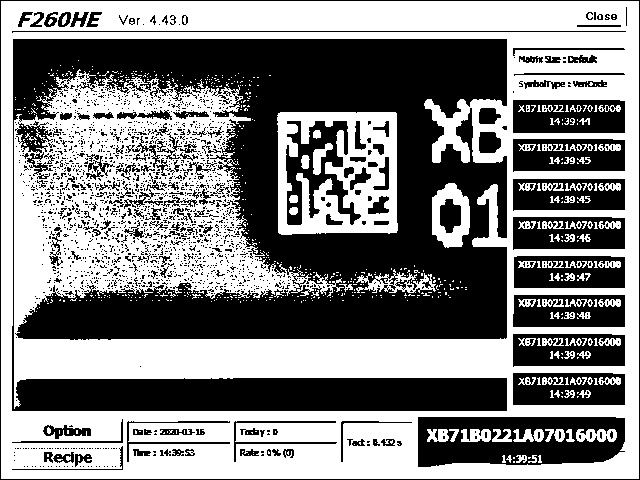 F260HE Ver. 4.43.0
Close
Matrix Size : Default
SymbolType : VeriCode
XB71B0221A07016000
14:39:44
XB71B0221A07016000
14:39:45
XB71B0221A07016000
14:39:45
XB71B0221A07016000
14:39:46
XB71B0221A07016000
14:39:47
XB71B0221A07016000
14:39:48
XB71B0221A07016000
14:39:49
XB71B0221A07016000
14:39:49
XB
01
Option
Recipe
Date : 2020-03-16
Time : 14:39:53
Today : 0
Rate : 0% (0)
Tact : 0.432 s
XB71B0221A07016000
14:39:51